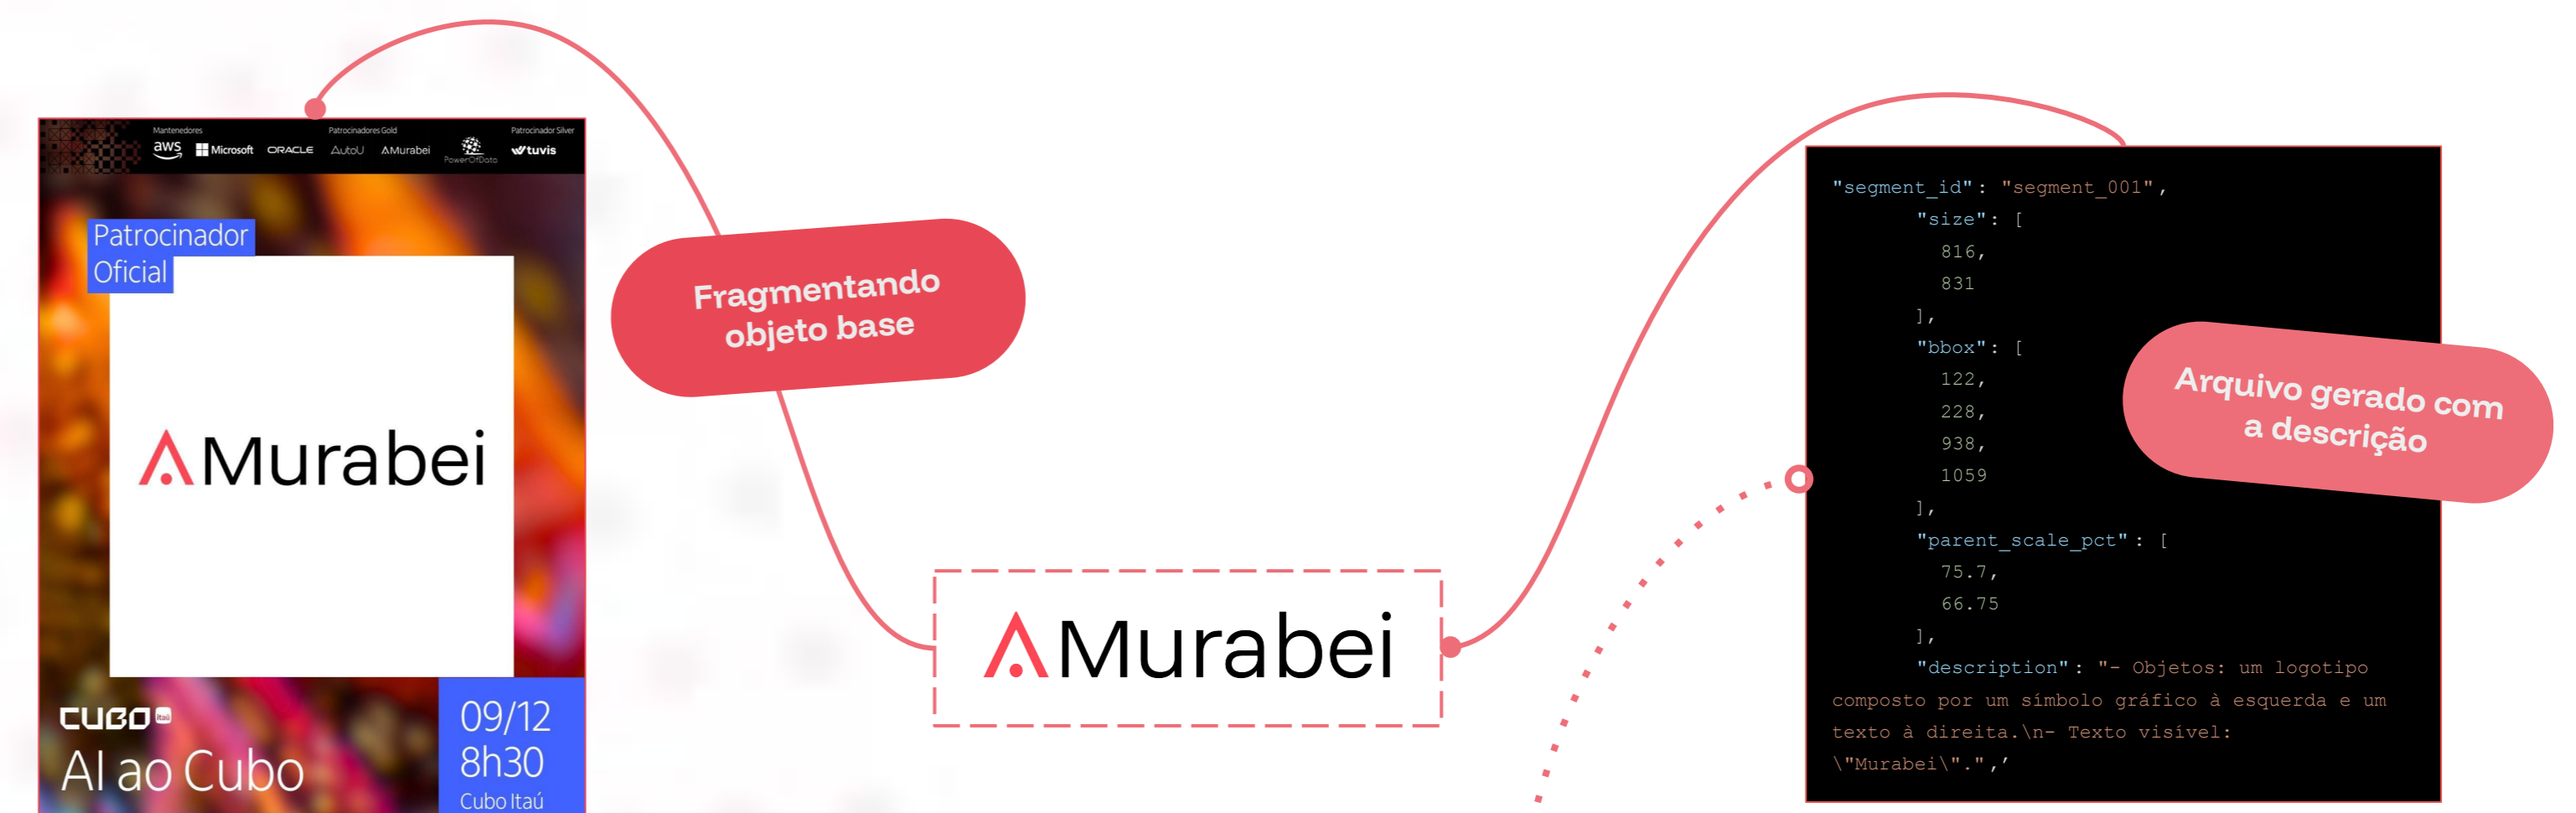 Mantenedores
Patrocinadores Gold
Patrocinador Silver
aws Microsoft ORACLE AutoU Murabei PowerOfData tuvis
Patrocinador
Oficial
Murabei
CUBO Itaú
AI ao Cubo
09/12
8h30
Cubo Itaú
Fragmentando
objeto base
Murabei
"segment_id": "segment_001",
"size": [
816,
831
],
"bbox": [
122,
228,
938,
1059
],
"parent_scale_pct": [
75.7,
66.75
],
"description": "- Objetos: um logotipo
composto por um símbolo gráfico à esquerda e um
texto à direita.\n- Texto visível:
\"Murabei\".",’
Arquivo gerado com
a descrição